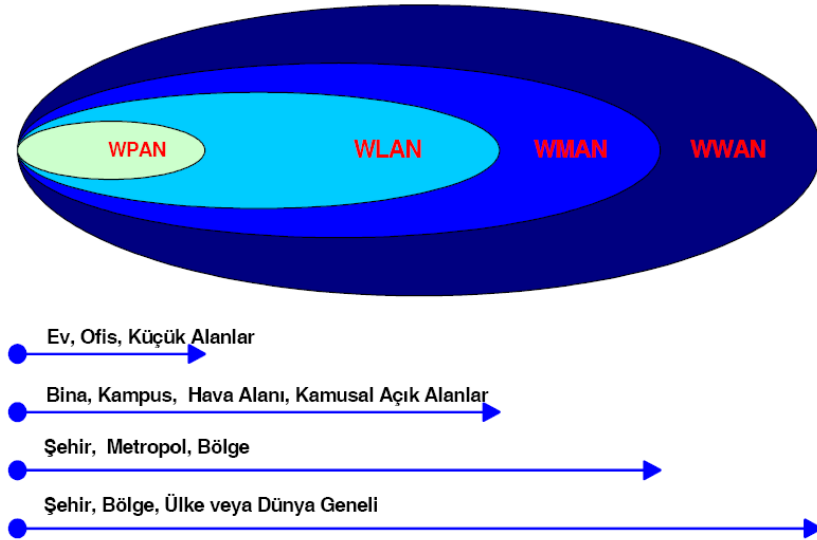 WPAN WLAN WMAN WWAN
Ev, Ofis, Küçük Alanlar
Bina, Kampus, Hava Alanı, Kamusal Açık Alanlar
Şehir, Metropol, Bölge
Şehir, Bölge, Ülke veya Dünya Geneli